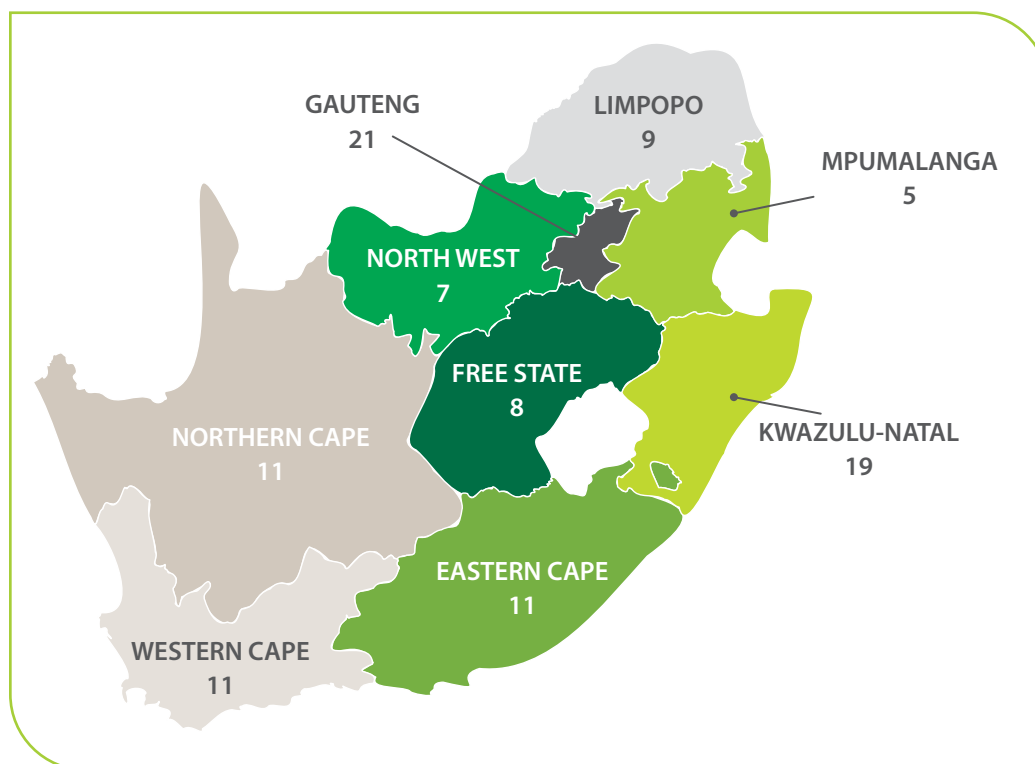 GAUTENG
21
LIMPOPO
9
MPUMALANGA
5
NORTH WEST
7
FREE STATE
8
KWAZULU-NATAL
19
NORTHERN CAPE
11
EASTERN CAPE
11
WESTERN CAPE
11